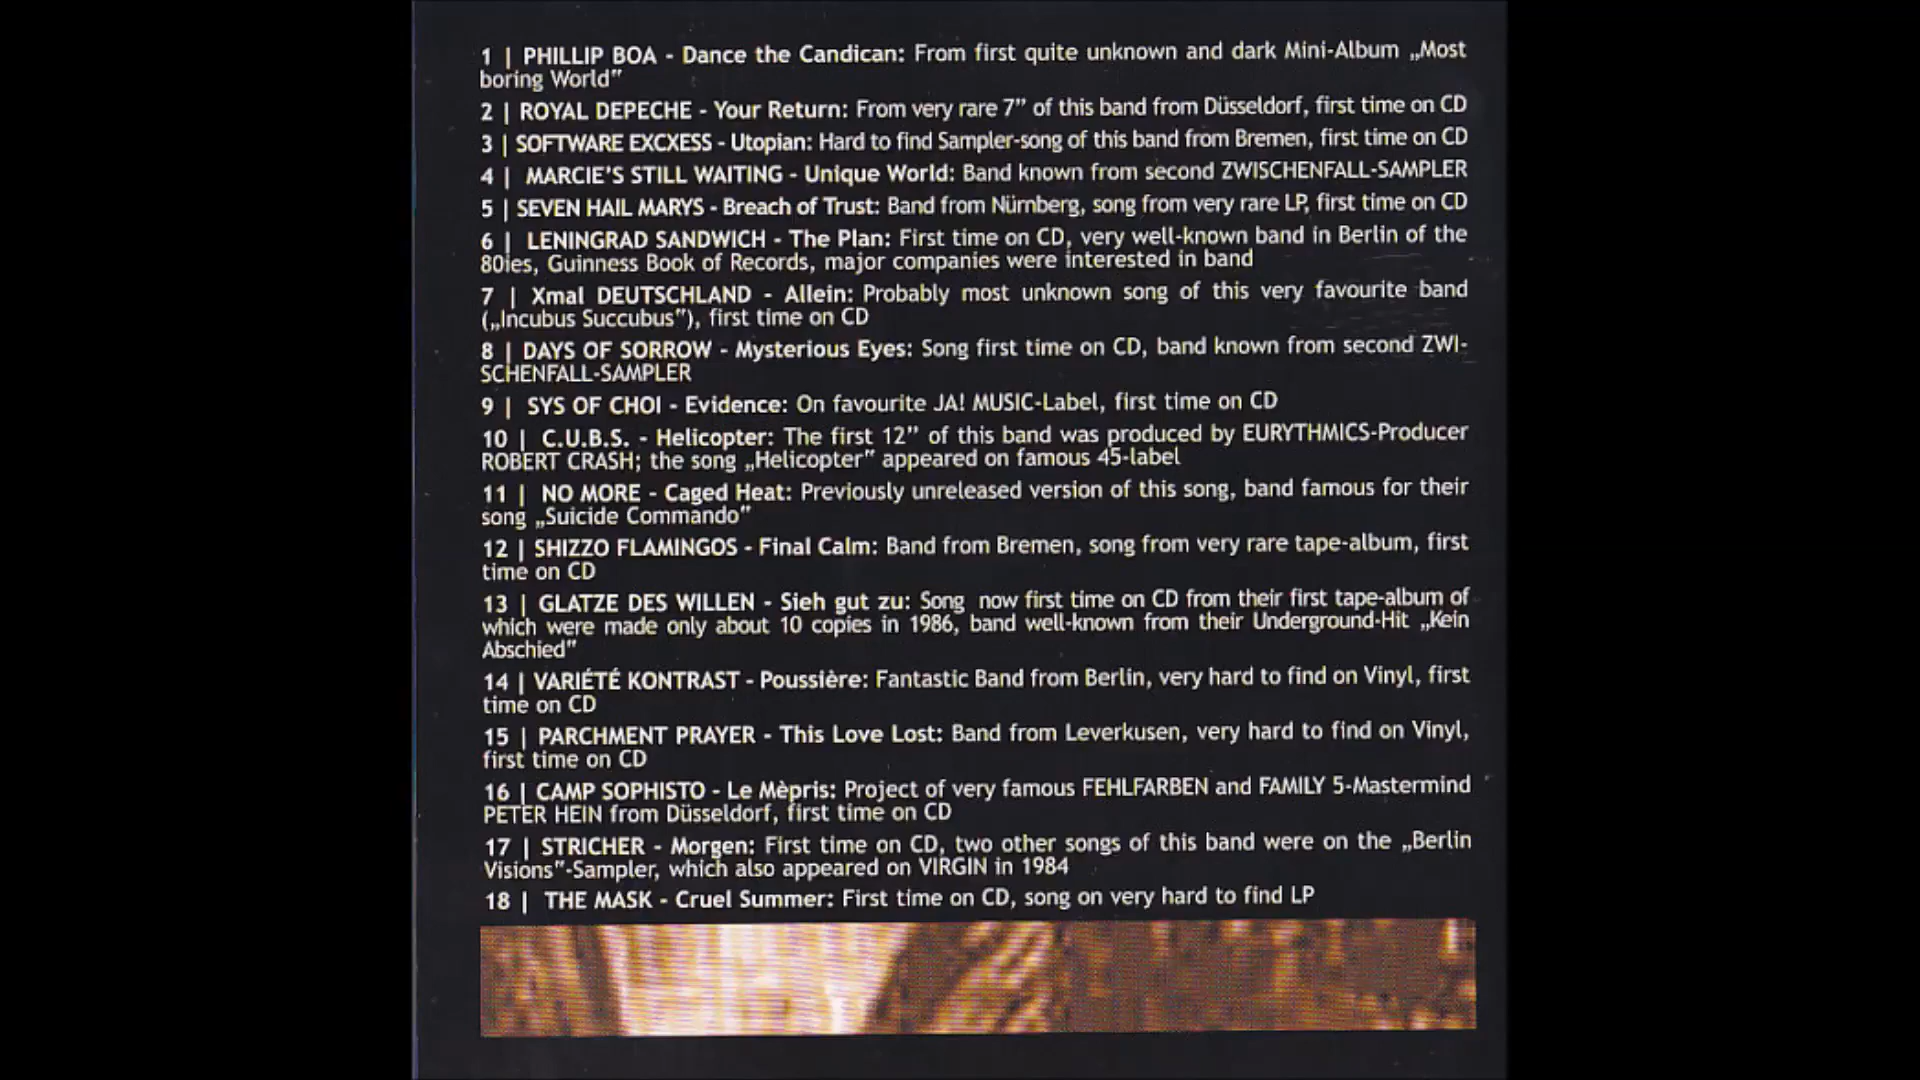 1 | PHILLIP BOA - Dance the Candican: From first quite unknown and dark Mini-Album „Most
boring World”
2 | ROYAL DEPECHE - Your Return: From very rare 7” of this band from Düsseldorf, first time on CD
3 | SOFTWARE EXCXESS - Utopian: Hard to find Sampler-song of this band from Bremen, first time on CD
4 | MARCIE’S STILL WAITING - Unique World: Band known from second ZWISCHENFALL-SAMPLER
5 | SEVEN HAIL MARYS - Breach of Trust: Band from Nürnberg, song from very rare LP, first time on CD
6 | LENINGRAD SANDWICH - The Plan: First time on CD, very well-known band in Berlin of the
80ies, Guinness Book of Records, major companies were interested in band
7 | Xmal DEUTSCHLAND - Allein: Probably most unknown song of this very favourite band
(„Incubus Succubus”), first time on CD
8 | DAYS OF SORROW - Mysterious Eyes: Song first time on CD, band known from second ZWI-
SCHENFALL-SAMPLER
9 | SYS OF CHOI - Evidence: On favourite JA! MUSIC-Label, first time on CD
10 | C.U.B.S. - Helicopter: The first 12” of this band was produced by EURYTHMICS-Producer
ROBERT CRASH; the song „Helicopter” appeared on famous 45-label
11 | NO MORE - Caged Heat: Previously unreleased version of this song, band famous for their
song „Suicide Commando”
12 | SHIZZO FLAMINGOS - Final Calm: Band from Bremen, song from very rare tape-album, first
time on CD
13 | GLATZE DES WILLEN - Sieh gut zu: Song now first time on CD from their first tape-album of
which were made only about 10 copies in 1986, band well-known from their Underground-Hit „Kein
Abschied”
14 | VARIÉTÉ KONTRAST - Poussière: Fantastic Band from Berlin, very hard to find on Vinyl, first
time on CD
15 | PARCHMENT PRAYER - This Love Lost: Band from Leverkusen, very hard to find on Vinyl,
first time on CD
16 | CAMP SOPHISTO - Le Mèpris: Project of very famous FEHLFARBEN and FAMILY 5-Mastermind
PETER HEIN from Düsseldorf, first time on CD
17 | STRICHER - Morgen: First time on CD, two other songs of this band were on the „Berlin
Visions”-Sampler, which also appeared on VIRGIN in 1984
18 | THE MASK - Cruel Summer: First time on CD, song on very hard to find LP